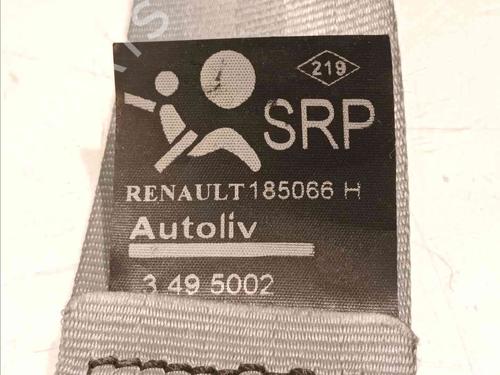 219
SRP
RENAULT 185066 H
Autoliv
3 49 5002